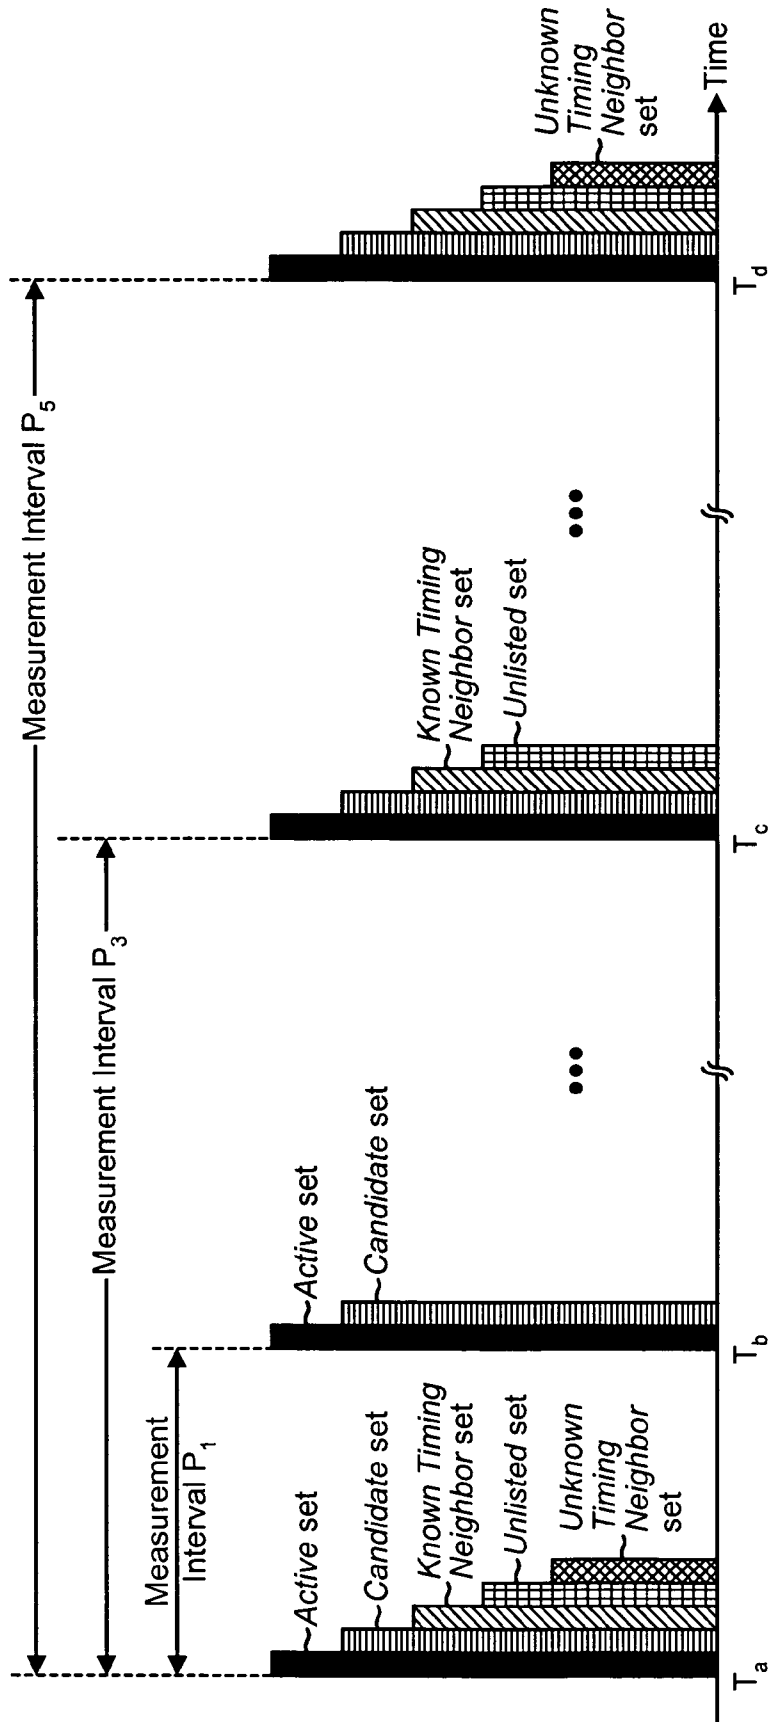 Measurement Interval P5
Measurement Interval P3
Measurement
Interval P1
Active set
Candidate set
Known Timing
Neighbor set
Unlisted set
Unknown
Timing
Neighbor
set
Active set
Candidate set
Known Timing
Neighbor set
Unlisted set
Unknown
Timing
Neighbor
set
Ta
Tb
Tc
Td
Time